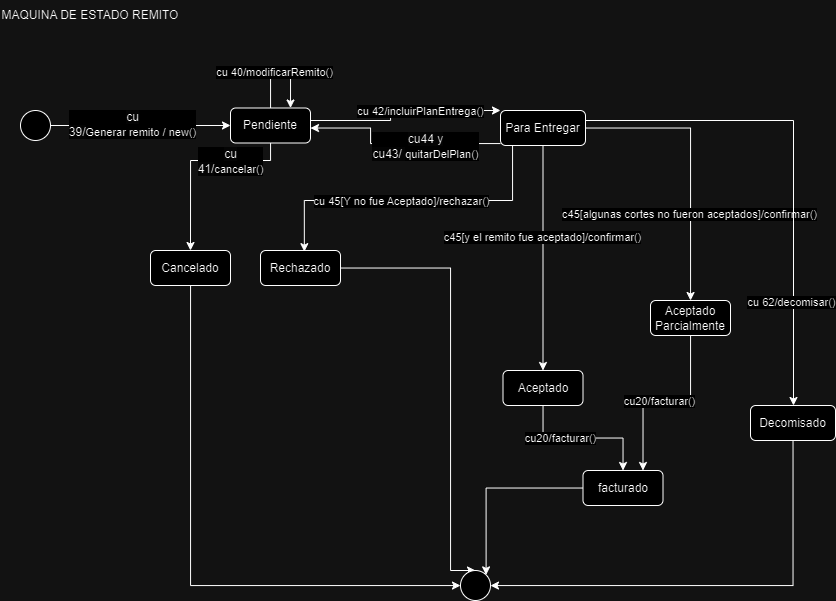 MAQUINA DE ESTADO REMITO
cu 40/modificarRemito()
cu
39/Generar remito / new()
Pendiente
cu 42/incluirPlanEntrega()
Para Entregar
cu44 y
cu43/ quitarDelPlan()
cu
41/cancelar()
cu 45[Y no fue Aceptado]/rechazar()
c45[algunas cortes no fueron aceptados]/confirmar()
c45[y el remito fue aceptado]/confirmar()
Cancelado
Rechazado
cu 62/decomisar()
Aceptado
Parcialmente
Aceptado
cu20/facturar()
Decomisado
cu20/facturar()
facturado